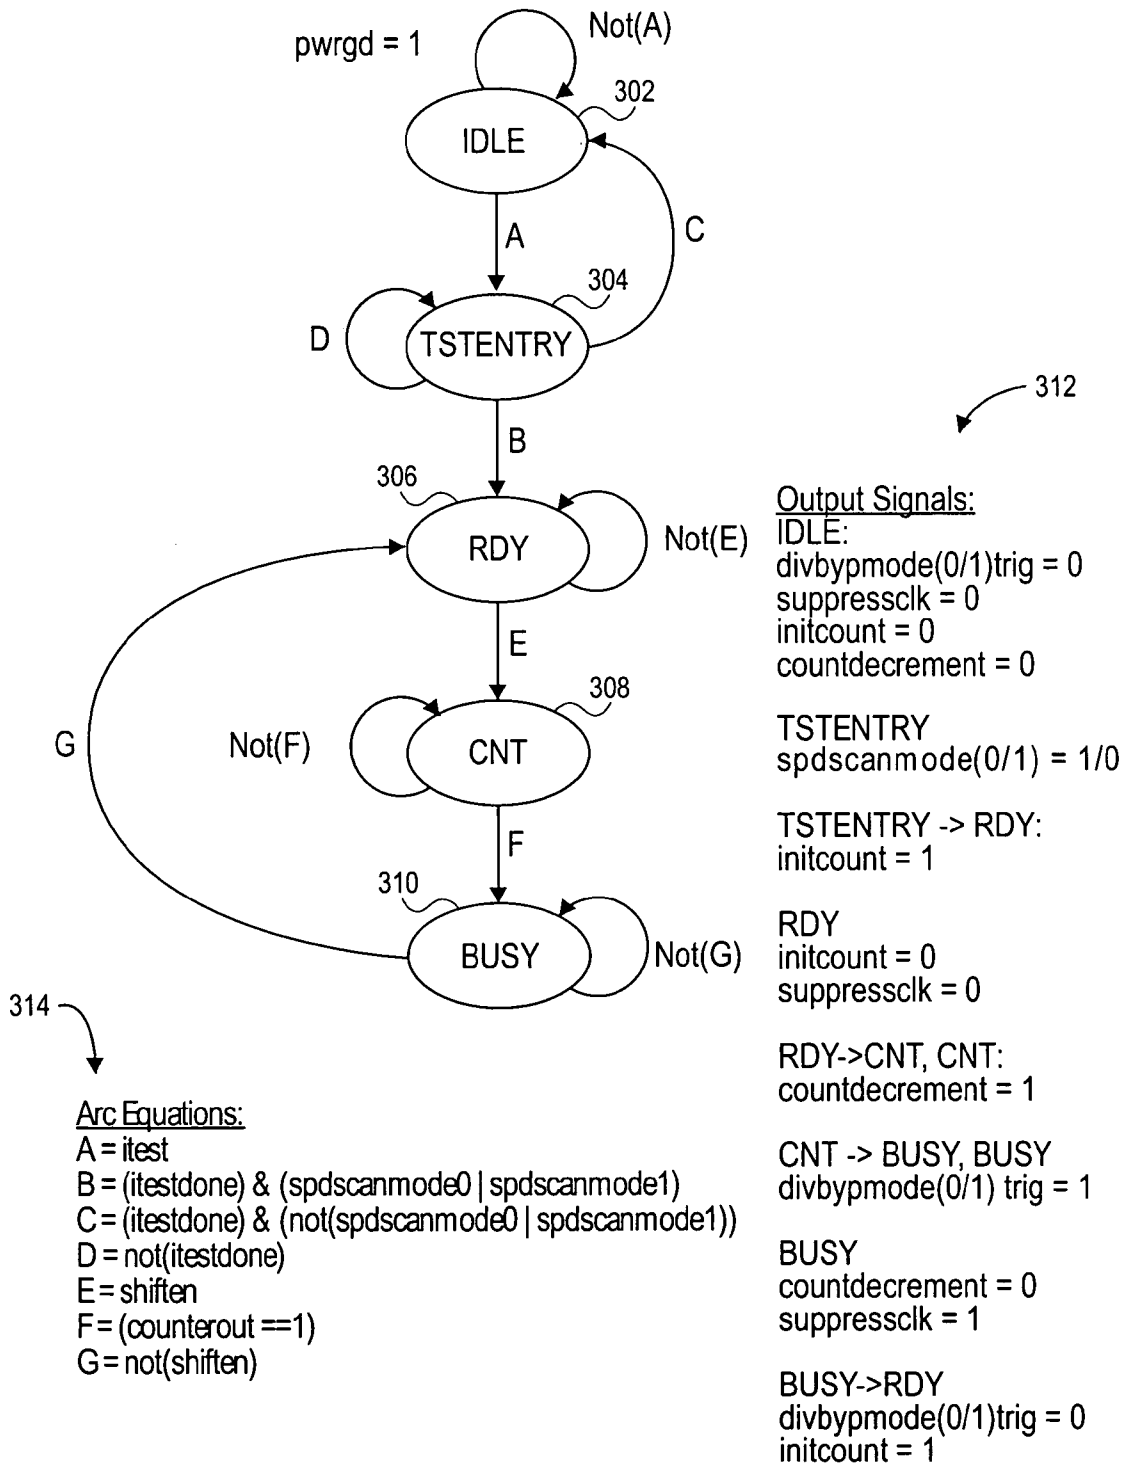 pwrgd = 1
Not(A)
302
IDLE
A
C
304
D
TSTENTRY
B
306
RDY
Not(E)
E
308
Not(F)
CNT
G
F
310
BUSY
Not(G)
312
Output Signals:
IDLE:
divbypmode(0/1)trig = 0
suppressclk = 0
initcount = 0
countdecrement = 0
TSTENTRY
spdscanmode(0/1) = 1/0
TSTENTRY -> RDY:
initcount = 1
RDY
initcount = 0
suppressclk = 0
RDY->CNT, CNT:
countdecrement = 1
CNT -> BUSY, BUSY
divbypmode(0/1) trig = 1
BUSY
countdecrement = 0
suppressclk = 1
BUSY->RDY
divbypmode(0/1)trig = 0
initcount = 1
314
Arc Equations:
A = itest
B = (itestdone) & (spdscanmode0 | spdscanmode1)
C = (itestdone) & (not(spdscanmode0 | spdscanmode1))
D = not(itestdone)
E = shiften
F = (counterout ==1)
G = not(shiften)